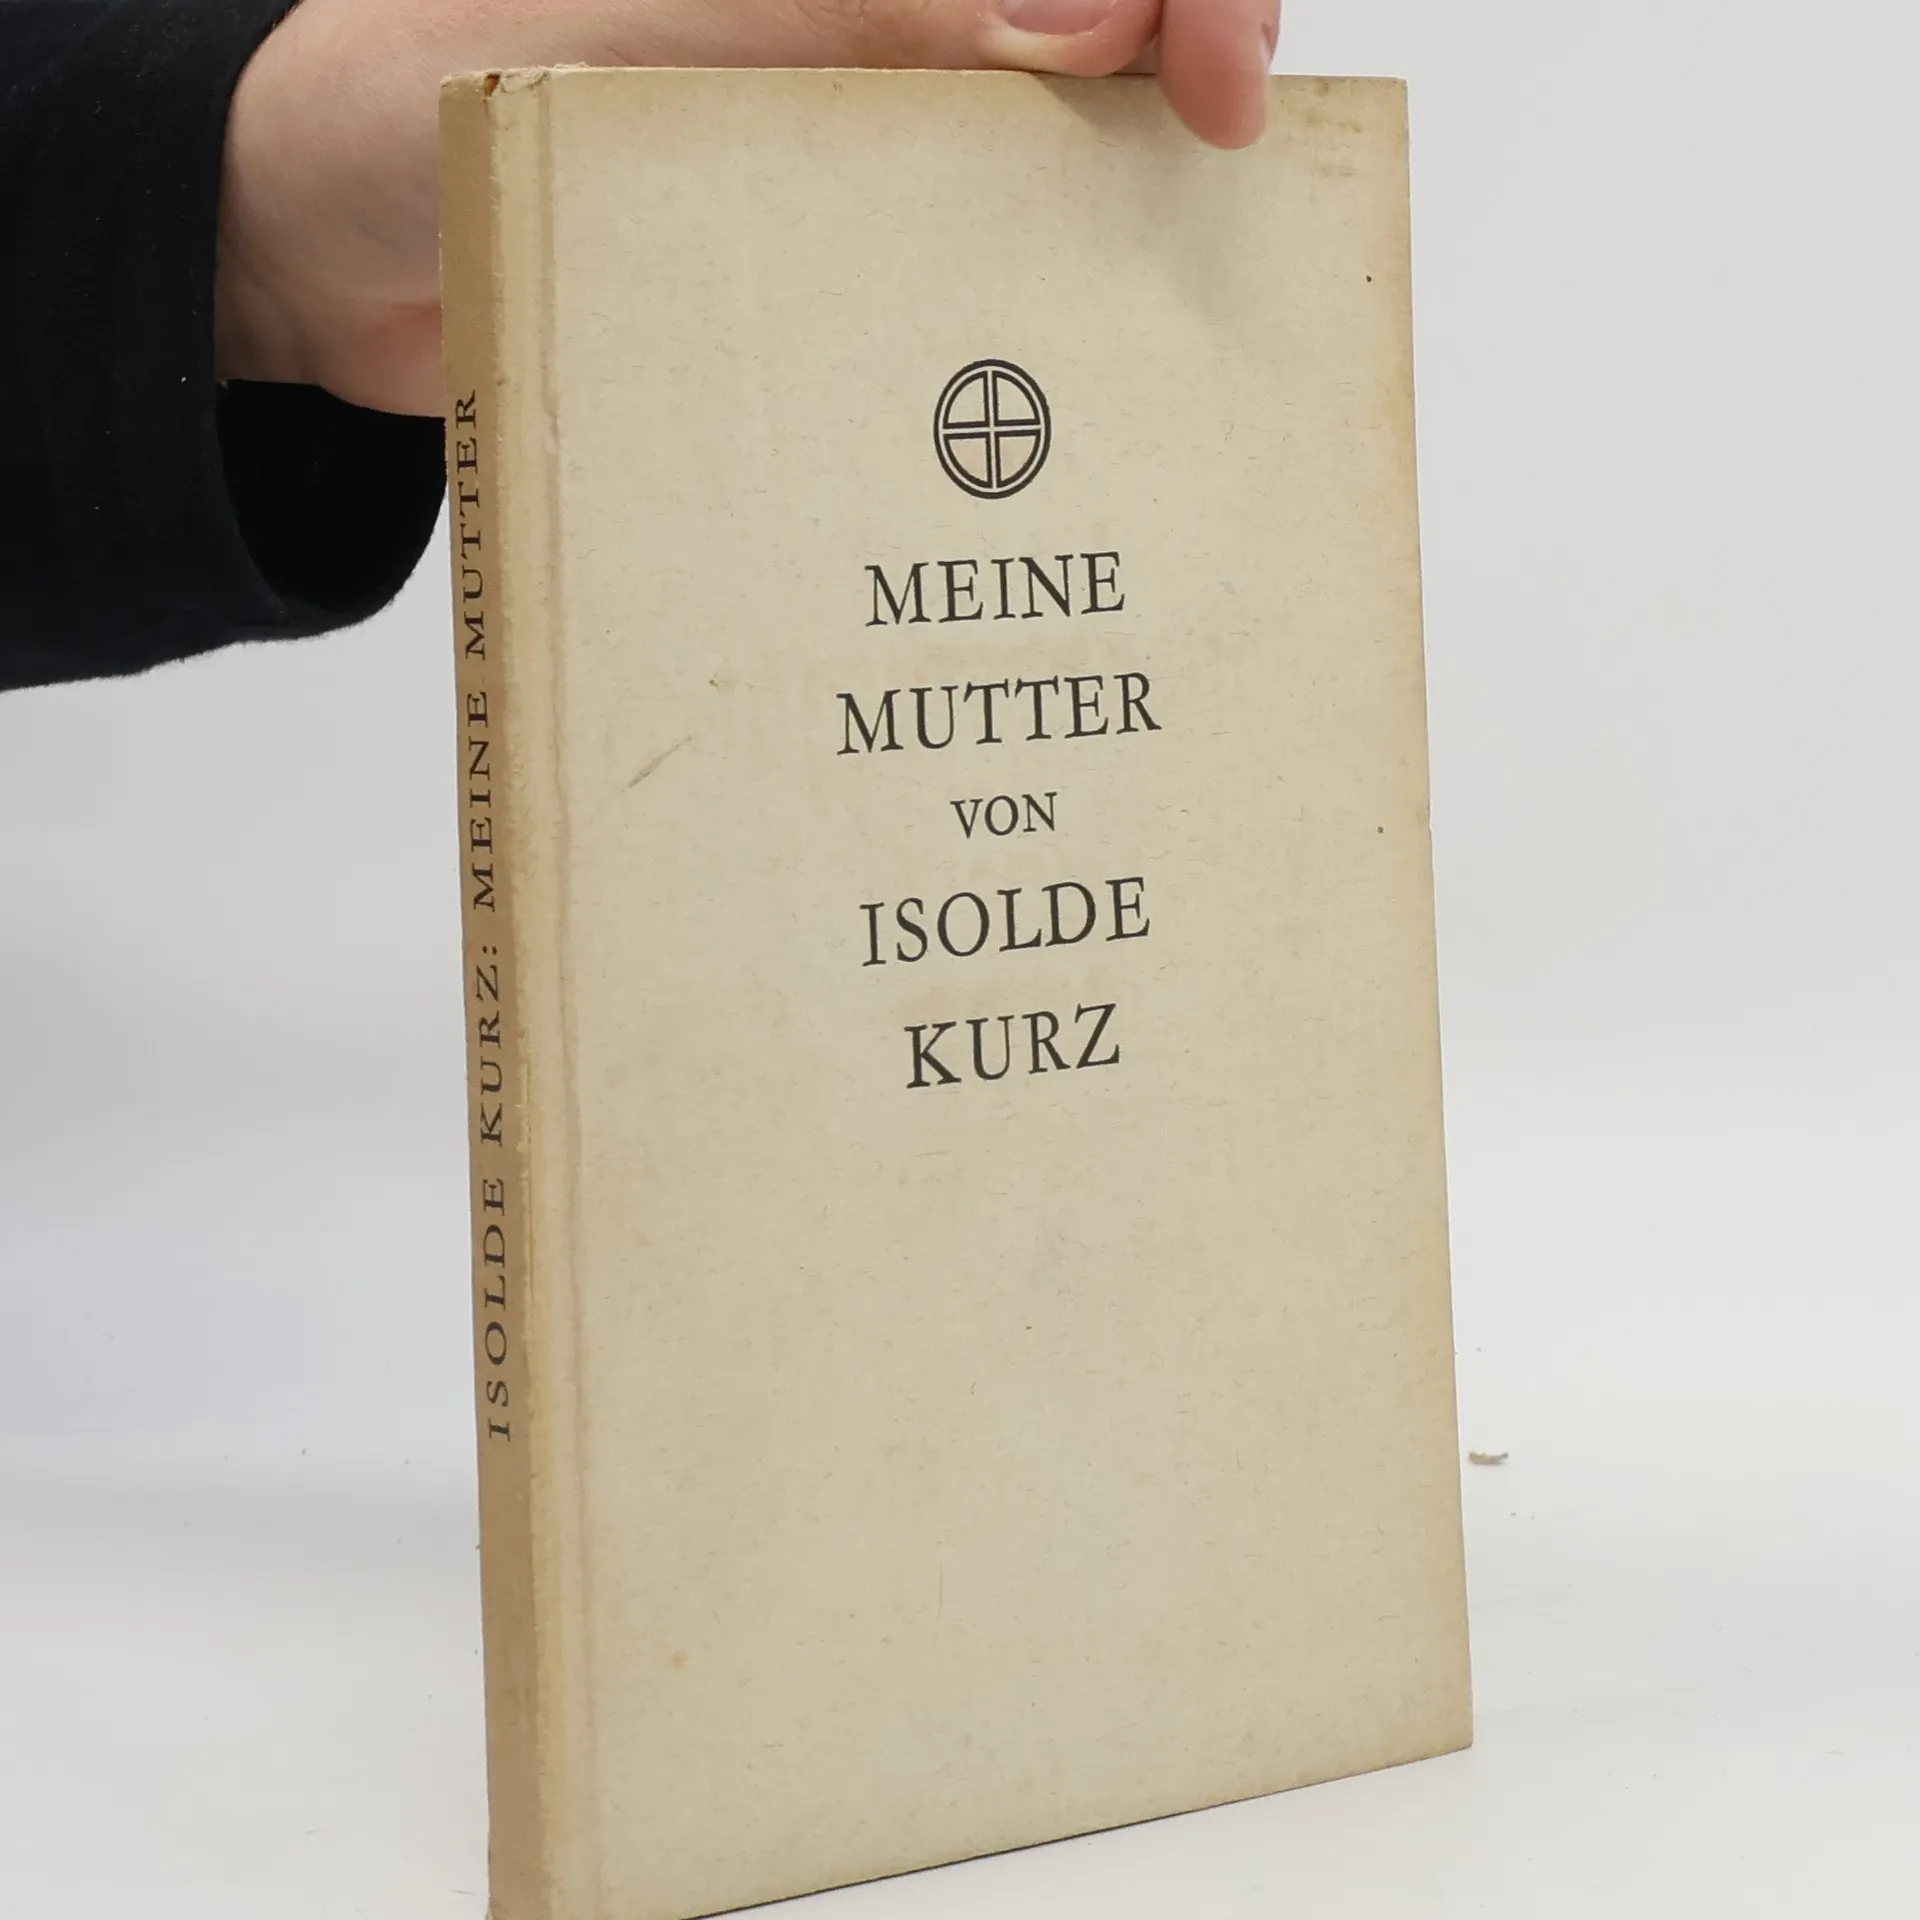 ISOLDE KURZ: MEINE MUTTER
MEINE
MUTTER
VON
ISOLDE
KURZ